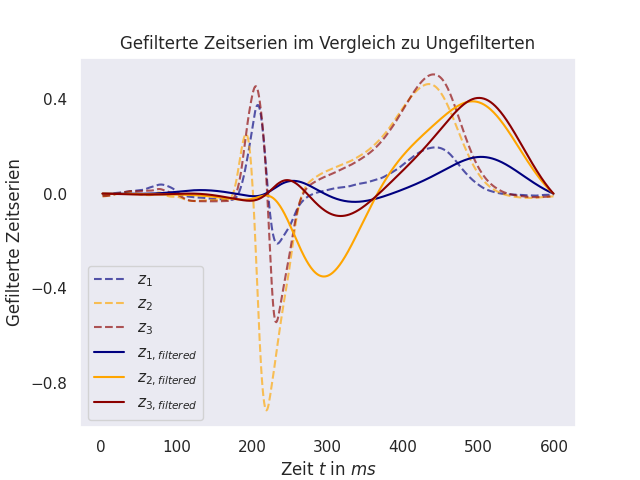 Gefilterte Zeitserien im Vergleich zu Ungefilterten
Gefilterte Zeitserien
0.4
0.0
−0.4
−0.8
z1
z2
z3
z1, filtered
z2, filtered
z3, filtered
0 100 200 300 400 500 600
Zeit t in ms